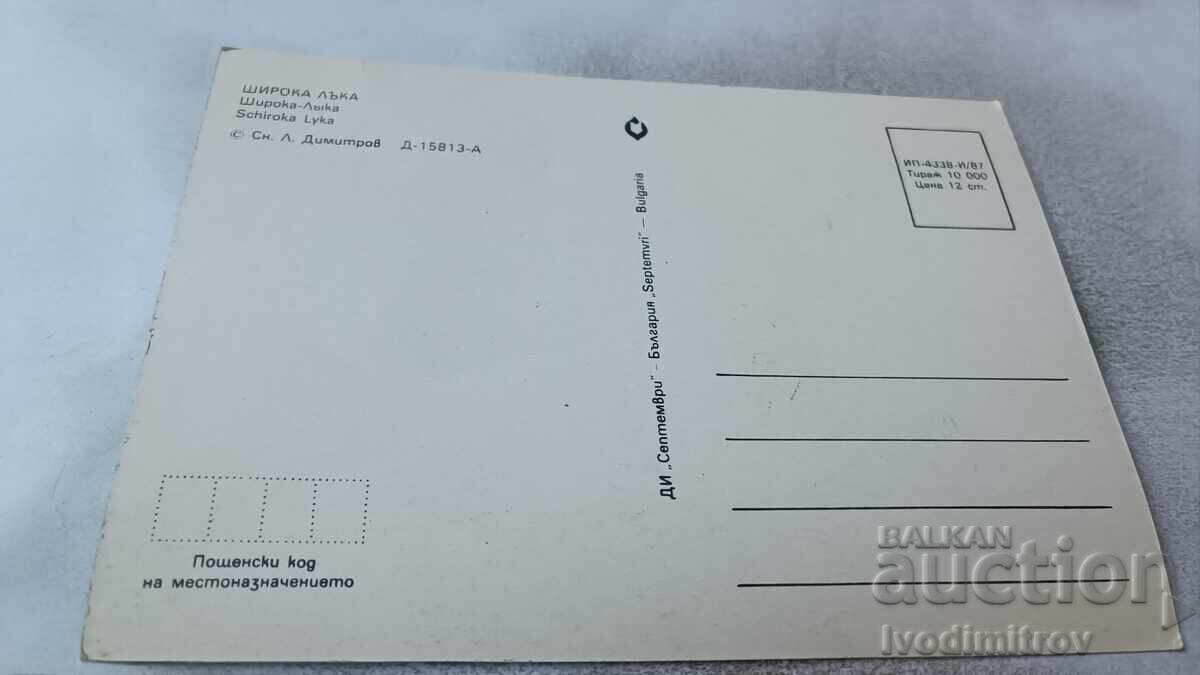 ШИРОКА ЛЪКА
Широка-Лыка
Schiroka Lyka
© Сн. Л. Димитров Д-15813-А
ДИ „Септември" – България „Septemvri" – Bulgaria
ИП-4338-И/87
Тираж 10 000
Цена 12 ст.
Пощенски код
на местоназначението
BALKAN
auction
Ivodimitrov